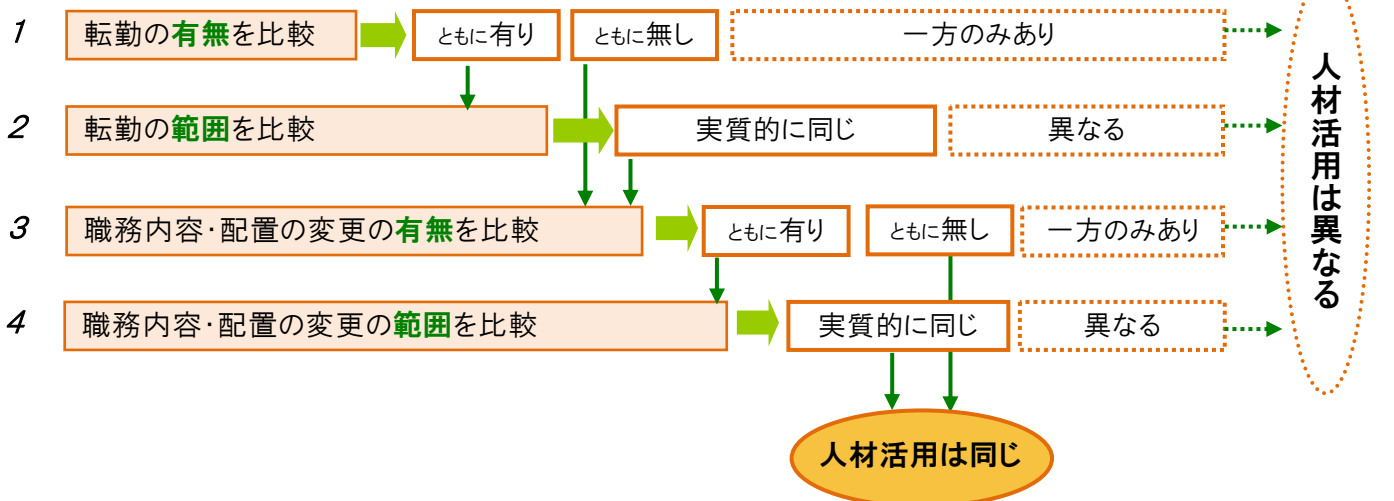 1 転勤の有無を比較 ともに有り ともに無し 一方のみあり
2 転勤の範囲を比較 実質的に同じ 異なる
3 職務内容・配置の変更の有無を比較 ともに有り ともに無し 一方のみあり
4 職務内容・配置の変更の範囲を比較 実質的に同じ 異なる
人材活用は異なる
人材活用は同じ